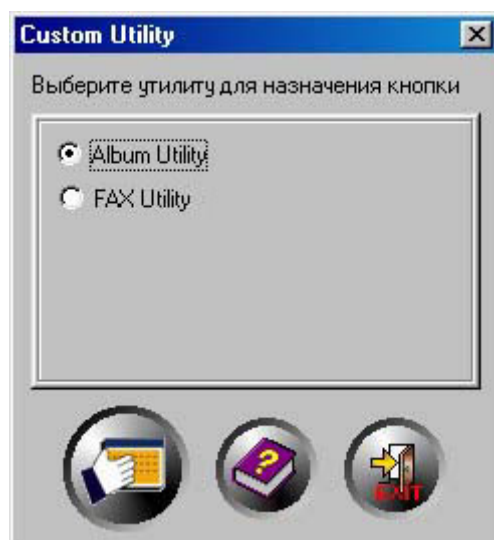 Custom Utility
Выберите утилиту для назначения кнопки
Album Utility
FAX Utility
?
EXIT